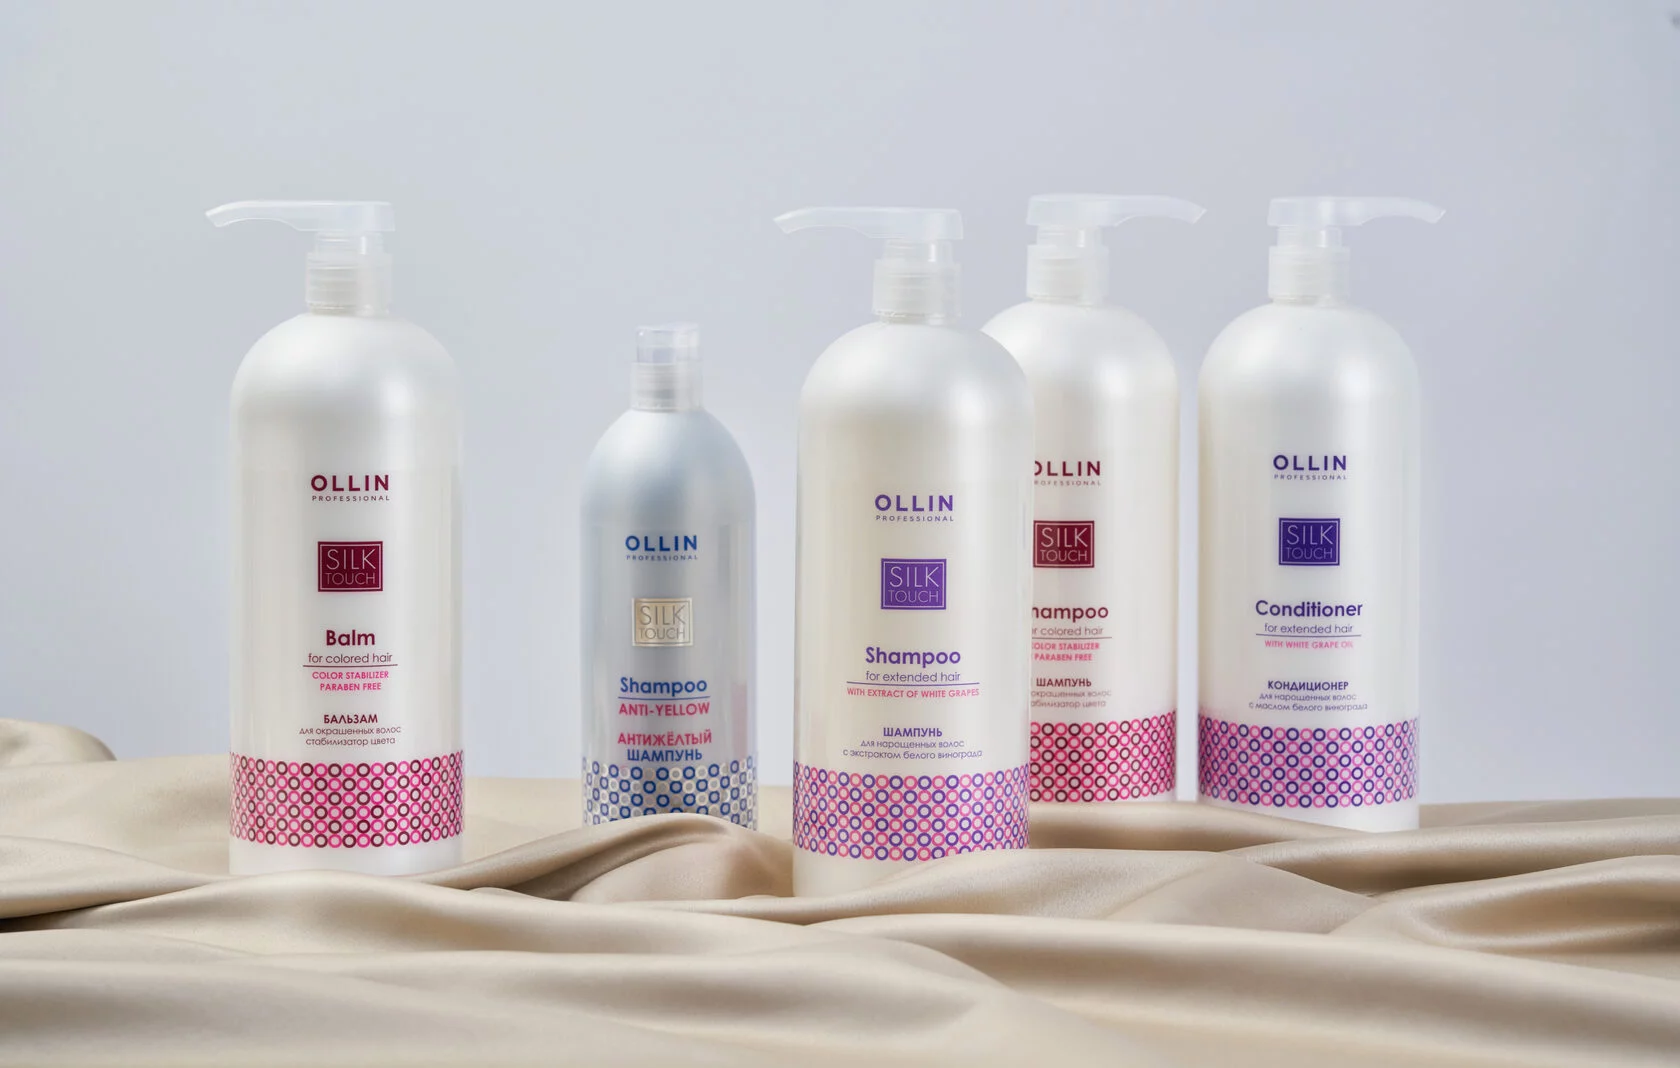 OLLIN
PROFESSIONAL
SILK
TOUCH
Balm
for colored hair
COLOR STABILIZER
PARABEN FREE
БАЛЬЗАМ
для окрашенных волос
стабилизатор цвета
OLLIN
PROFESSIONAL
SILK
TOUCH
Shampoo
ANTI-YELLOW
АНТИЖЁЛТЫЙ
ШАМПУНЬ
OLLIN
PROFESSIONAL
SILK
TOUCH
Shampoo
for extended hair
WITH EXTRACT OF WHITE GRAPES
ШАМПУНЬ
для нарощенных волос
с экстрактом белого винограда
OLLIN
PROFESSIONAL
SILK
TOUCH
hampoo
r colored hair
COLOR STABILIZER
PARABEN FREE
ШАМПУНЬ
окрашенных волос
абилизатор цвета
OLLIN
PROFESSIONAL
SILK
TOUCH
Conditioner
for extended hair
WITH WHITE GRAPE OIL
КОНДИЦИОНЕР
для нарощенных волос
с маслом белого винограда